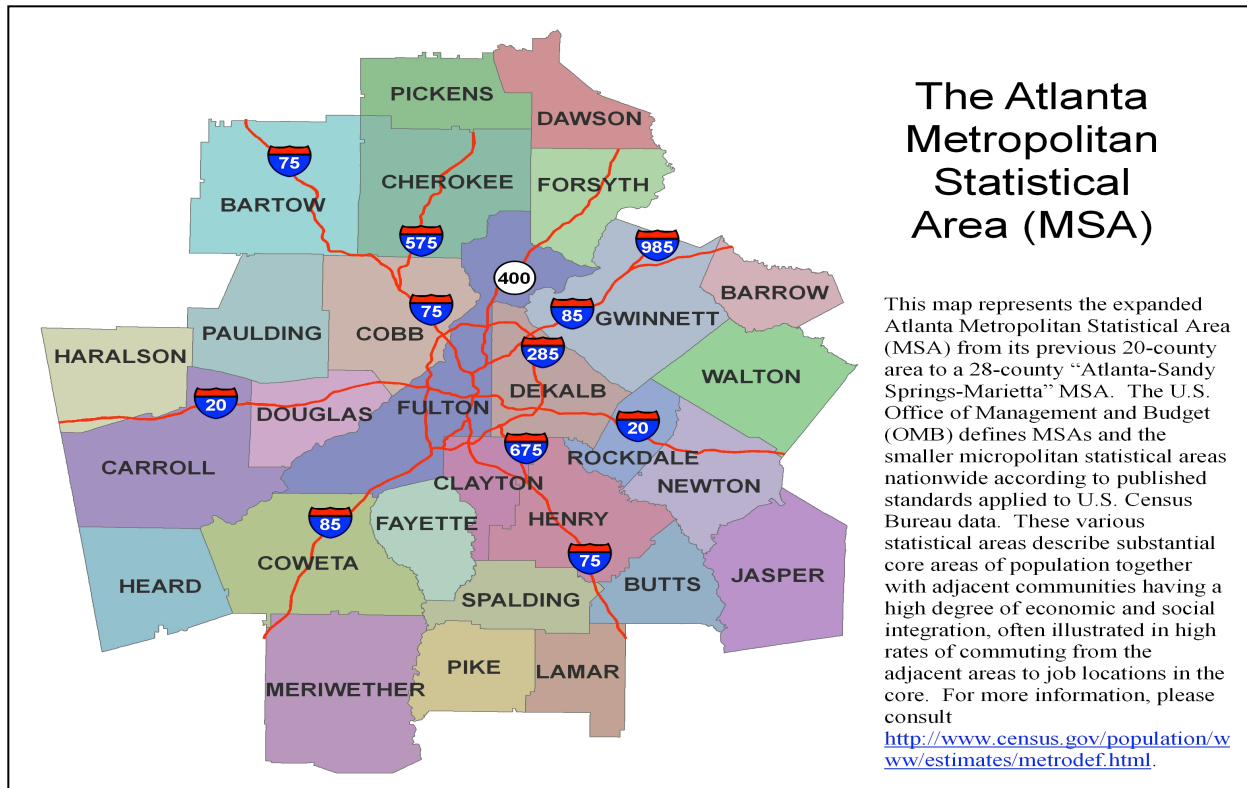 The Atlanta
Metropolitan
Statistical
Area (MSA)
This map represents the expanded
Atlanta Metropolitan Statistical Area
(MSA) from its previous 20-county
area to a 28-county “Atlanta-Sandy
Springs-Marietta” MSA.  The U.S.
Office of Management and Budget
(OMB) defines MSAs and the
smaller micropolitan statistical areas
nationwide according to published
standards applied to U.S. Census
Bureau data.  These various
statistical areas describe substantial
core areas of population together
with adjacent communities having a
high degree of economic and social
integration, often illustrated in high
rates of commuting from the
adjacent areas to job locations in the
core.  For more information, please
consult
http://www.census.gov/population/w
ww/estimates/metrodef.html.
PICKENS
DAWSON
75
CHEROKEE
FORSYTH
BARTOW
575
985
400
BARROW
75
85
GWINNETT
PAULDING
COBB
HARALSON
285
WALTON
DEKALB
20
DOUGLAS
FULTON
20
675
CARROLL
ROCKDALE
CLAYTON
NEWTON
85
FAYETTE
HENRY
75
COWETA
HEARD
JASPER
BUTTS
SPALDING
PIKE
LAMAR
MERIWETHER